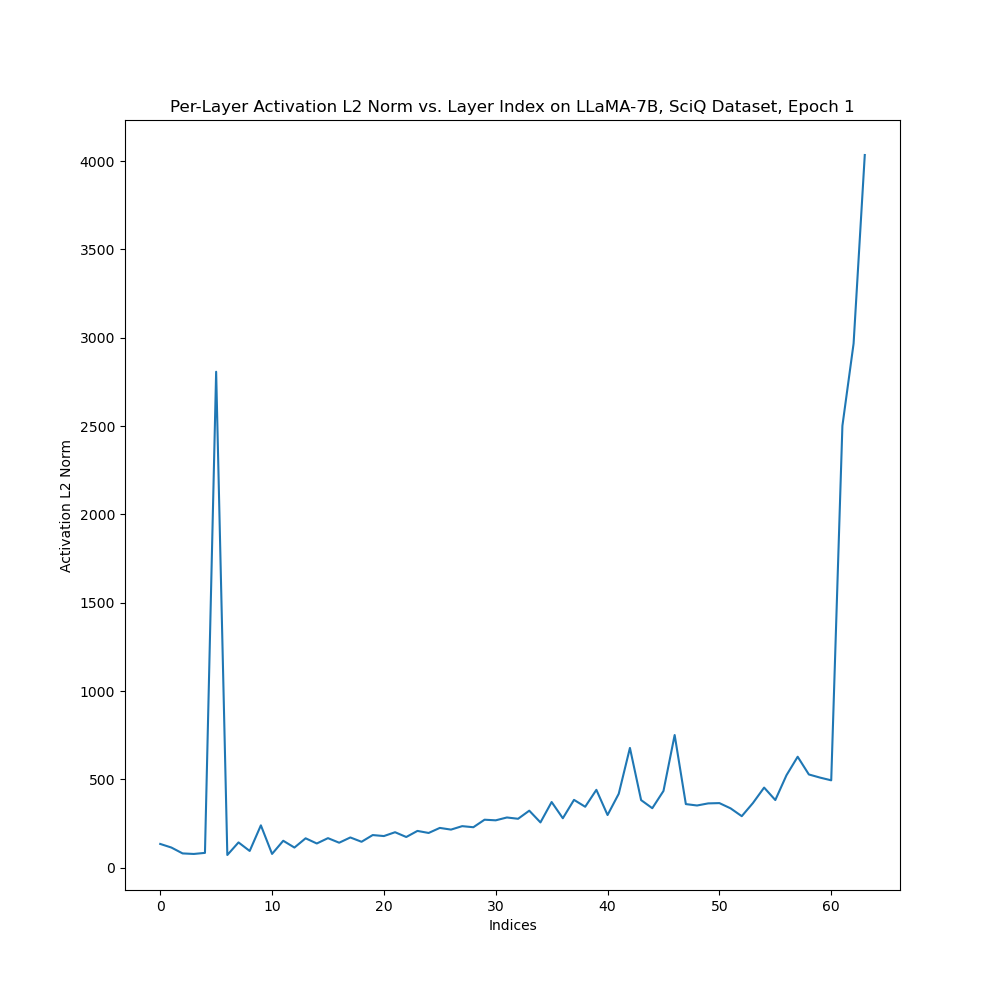 Per-Layer Activation L2 Norm vs. Layer Index on LLaMA-7B, SciQ Dataset, Epoch 1
4000
3500
3000
2500
2000
1500
1000
500
0
Activation L2 Norm
0 10 20 30 40 50 60
Indices